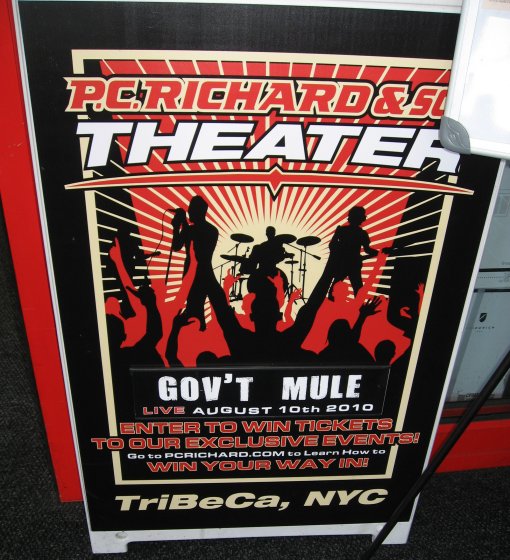 P.C. RICHARD & SO
THEATER
GOV'T MULE
LIVE AUGUST 10th 2010
ENTER TO WIN TICKETS
TO OUR EXCLUSIVE EVENTS!
Go to PCRICHARD.COM to Learn How to
WIN YOUR WAY IN!
TriBeCa, NYC